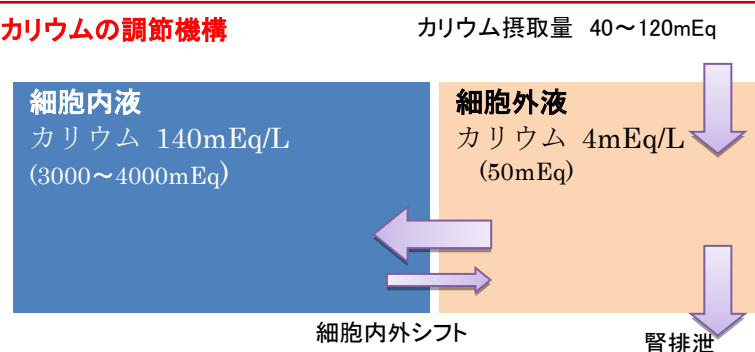 カリウムの調節機構
カリウム摂取量 40～120mEq
細胞内液
カリウム 140mEq/L
(3000～4000mEq)
細胞外液
カリウム 4mEq/L
(50mEq)
細胞内外シフト
腎排泄